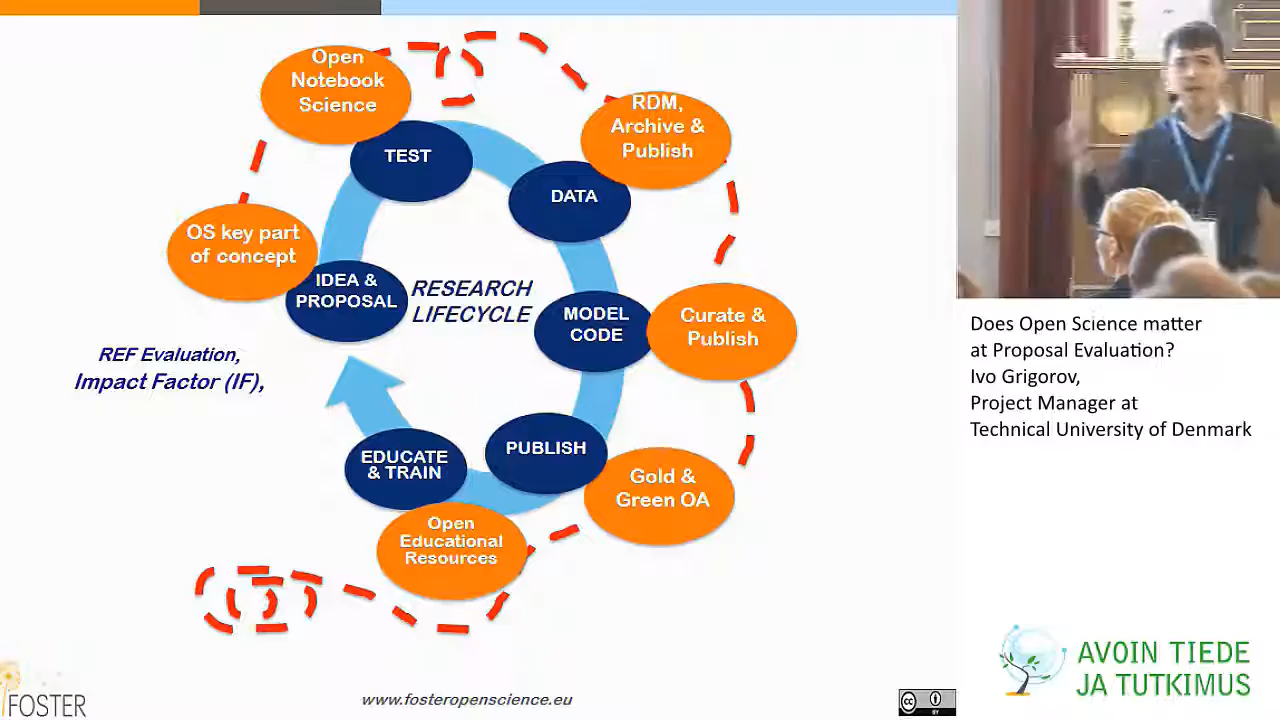 Open
Notebook
Science
RDM,
Archive &
Publish
TEST
DATA
OS key part
of concept
IDEA &
PROPOSAL
RESEARCH
LIFECYCLE
MODEL
CODE
Curate &
Publish
REF Evaluation,
Impact Factor (IF),
PUBLISH
EDUCATE
& TRAIN
Gold &
Green OA
Open
Educational
Resources
FOSTER
www.fosteropenscience.eu
cc
BY
Does Open Science matter
at Proposal Evaluation?
Ivo Grigorov,
Project Manager at
Technical University of Denmark
AVOIN TIEDE
JA TUTKIMUS